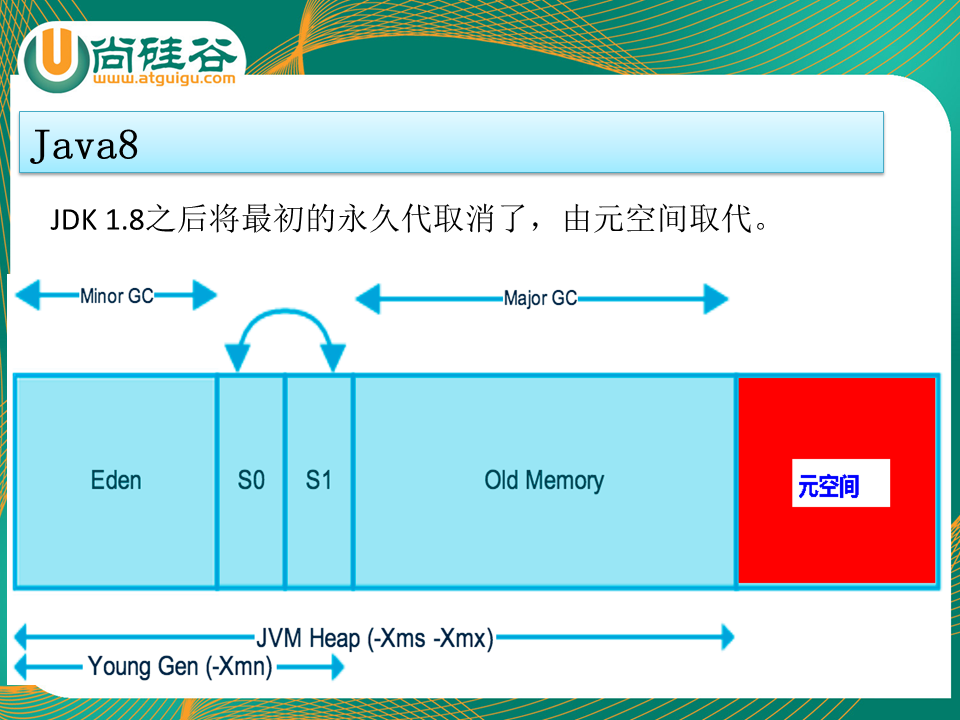 尚硅谷
www.atguigu.com
Java8
JDK 1.8之后将最初的永久代取消了，由元空间取代。
Minor GC
Major GC
Eden
S0
S1
Old Memory
元空间
JVM Heap (-Xms -Xmx)
Young Gen (-Xmn)